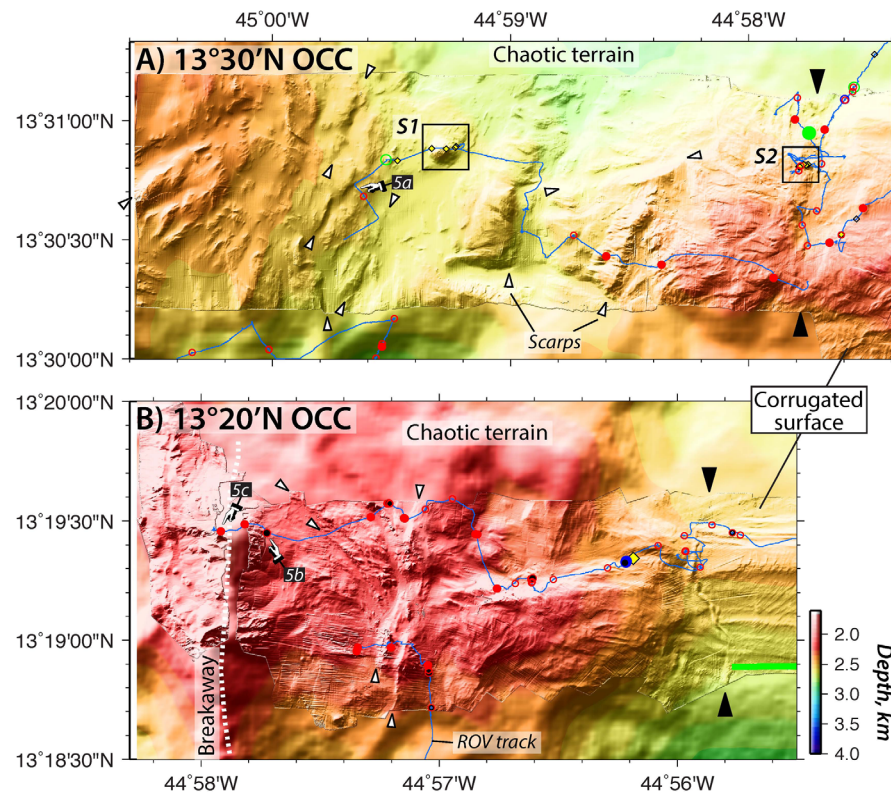 45°00'W 44°59'W 44°58'W
A) 13°30'N OCC
Chaotic terrain
13°31'00"N
S1
S2
5a
13°30'30"N
Scarps
13°30'00"N
13°20'00"N
B) 13°20'N OCC
Chaotic terrain
Corrugated
surface
5c
13°19'30"N
5b
13°19'00"N
2.0
2.5
3.0
3.5
4.0
Depth, km
Breakaway
ROV track
13°18'30"N
44°58'W 44°57'W 44°56'W